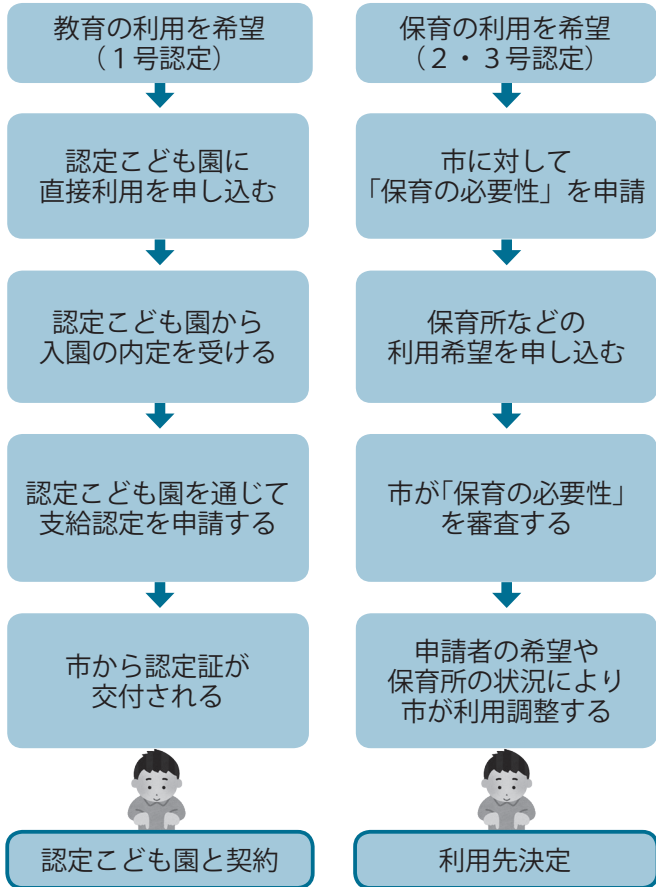 教育の利用を希望
（１号認定）
認定こども園に
直接利用を申し込む
認定こども園から
入園の内定を受ける
認定こども園を通じて
支給認定を申請する
市から認定証が
交付される
認定こども園と契約
保育の利用を希望
（２・３号認定）
市に対して
「保育の必要性」を申請
保育所などの
利用希望を申し込む
市が「保育の必要性」
を審査する
申請者の希望や
保育所の状況により
市が利用調整する
利用先決定